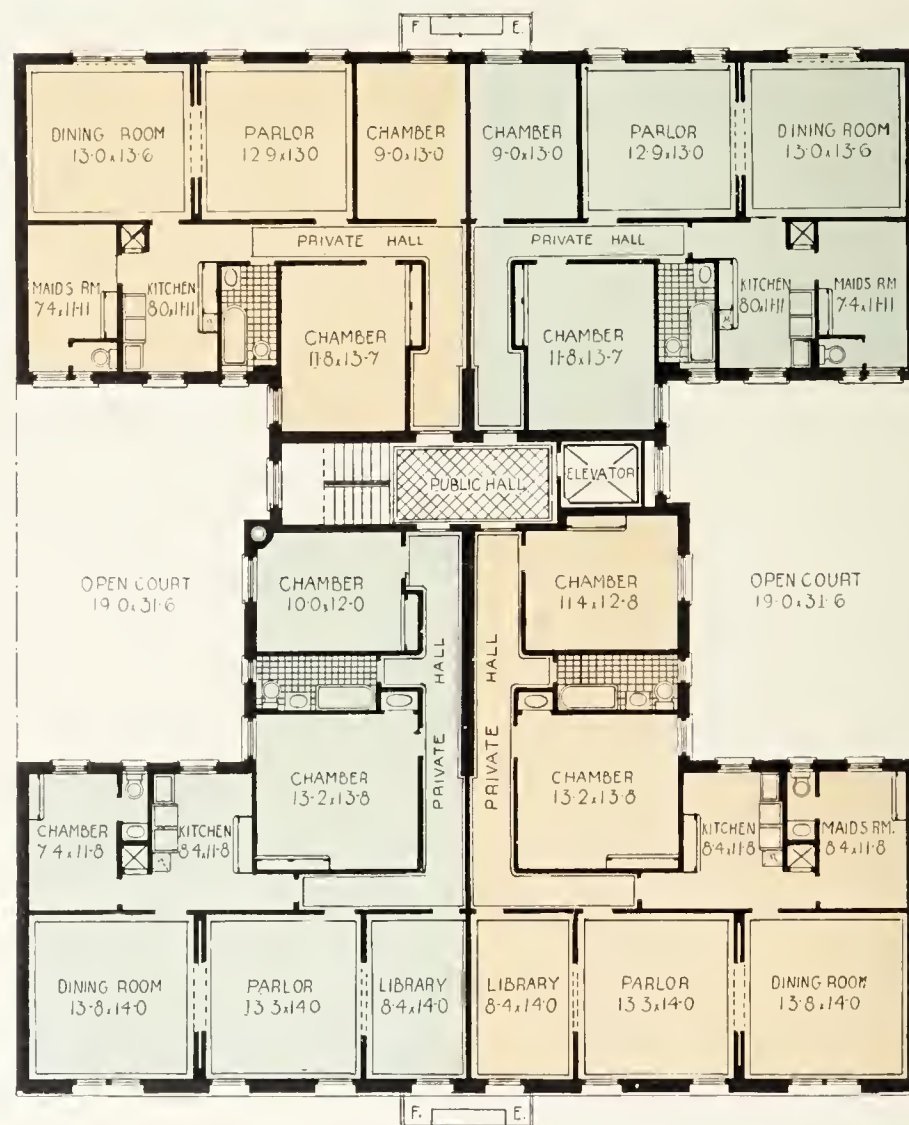 F. E.
DINING ROOM
13-0x13-6
PARLOR
12-9x13-0
CHAMBER
9-0x13-0
CHAMBER
9-0x13-0
PARLOR
12-9x13-0
DINING ROOM
13-0x13-6
PRIVATE HALL
PRIVATE HALL
MAIDS RM.
7-4x11-11
KITCHEN
8-0x11-11
CHAMBER
11-8x13-7
CHAMBER
11-8x13-7
KITCHEN
8-0x11-11
MAIDS RM
7-4x11-11
PUBLIC HALL
ELEVATOR
OPEN COURT
19-0x31-6
CHAMBER
10-0x12-0
CHAMBER
11-4x12-8
OPEN COURT
19-0x31-6
PRIVATE HALL
PRIVATE HALL
CHAMBER
13-2x13-8
CHAMBER
13-2x13-8
CHAMBER
7-4x11-8
KITCHEN
8-4x11-8
KITCHEN
8-4x11-8
MAIDS RM.
8-4x11-8
DINING ROOM
13-8x14-0
PARLOR
13-3x14-0
LIBRARY
8-4x14-0
LIBRARY
8-4x14-0
PARLOR
13-3x14-0
DINING ROOM
13-8x14-0
F. E.